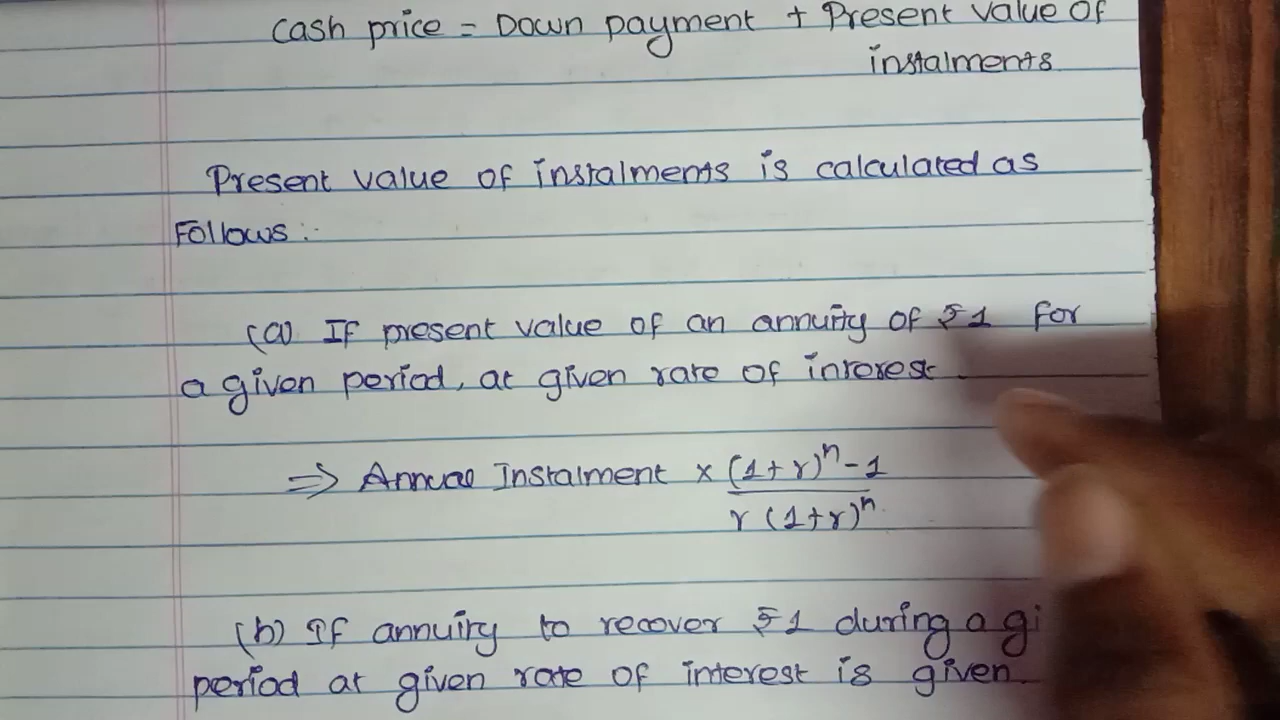 Cash price = Down payment + Present value of
instalments
Present value of instalments is calculated as
Follows :-
(a) If present value of an annuity of ₹1 for
a given period, at given rate of interest.
⇒ Annual Instalment × (1+r)^n - 1
r (1+r)^n.
(b) If annuity to recover ₹1 during a gi
period at given rate of interest is given.